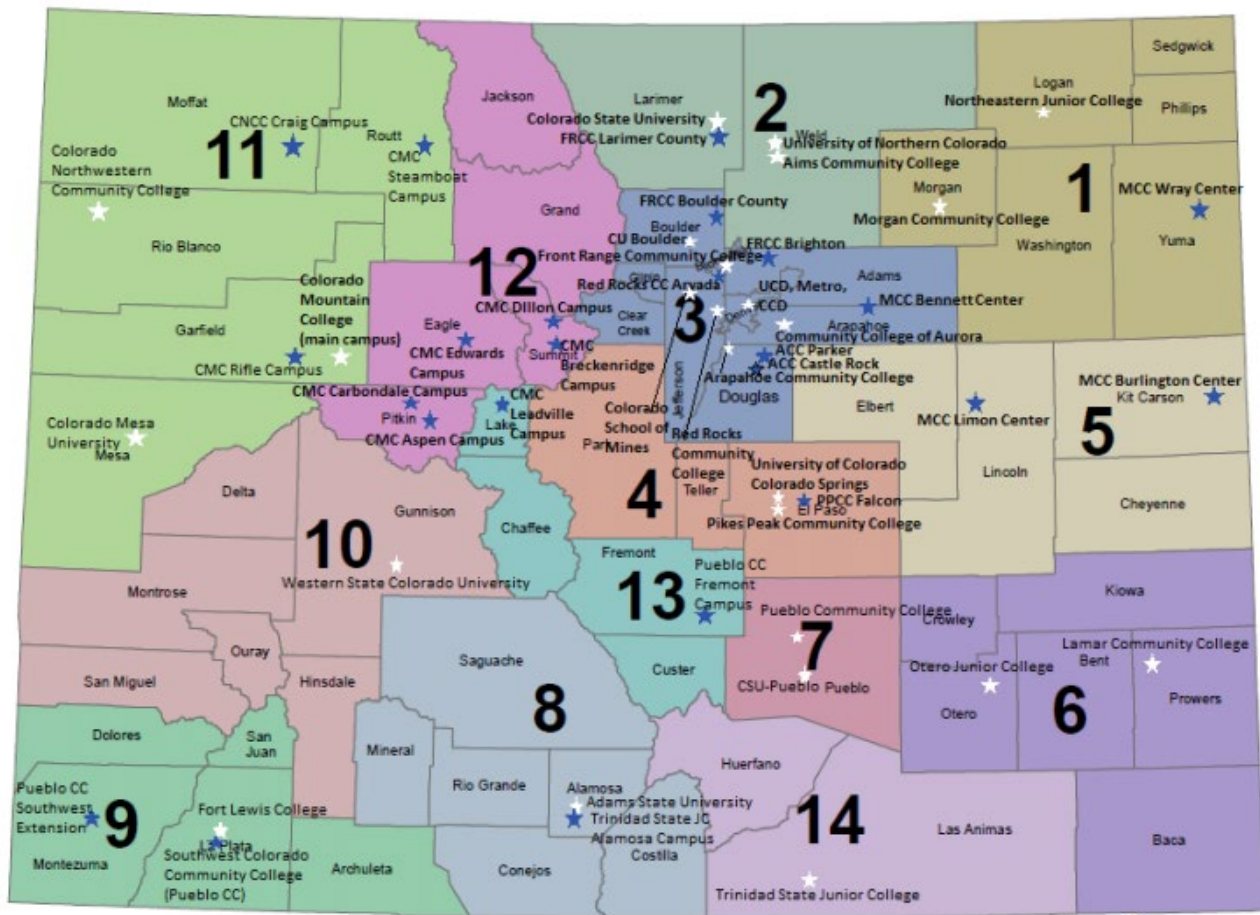 Sedgwick
Logan
Northeastern Junior College
Phillips
Jackson
Larimer
Colorado State University
FRCC Larimer County
2
Weld
University of Northern Colorado
Aims Community College
Moffat
CNCC Craig Campus
11
Routt
CMC
Steamboat
Campus
Colorado
Northwestern
Community College
Rio Blanco
Morgan
Morgan Community College
1
MCC Wray Center
Washington
Yuma
Grand
FRCC Boulder County
Boulder
CU Boulder
Front Range Community College
FRCC Brighton
12
Gilpin
Red Rocks CC Arvada
UCD, Metro,
CCD
Adams
MCC Bennett Center
3
Clear
Creek
Arapahoe
Community College of Aurora
ACC Parker
ACC Castle Rock
Arapahoe Community College
Douglas
Jefferson
Colorado
Mountain
College
(main campus)
Garfield
CMC Rifle Campus
Eagle
CMC Edwards
Campus
CMC Dillon Campus
Summit
CMC
Breckenridge
Campus
CMC Carbondale Campus
Pitkin
CMC Aspen Campus
CMC
Leadville
Campus
Lake
Colorado
School of
Mines
Red Rocks
Community
College
Park
4
Teller
Elbert
MCC Limon Center
Lincoln
MCC Burlington Center
Kit Carson
5
Cheyenne
Colorado Mesa
University
Mesa
Delta
Gunnison
10
Western State Colorado University
Chaffee
University of Colorado
Colorado Springs
PPCC Falcon
El Paso
Pikes Peak Community College
Montrose
Ouray
San Miguel
Hinsdale
Fremont
13
Pueblo CC
Fremont
Campus
Custer
Pueblo Community College
7
CSU-Pueblo
Pueblo
Crowley
Kiowa
Otero Junior College
Otero
Lamar Community College
Bent
6
Prowers
Saguache
8
Dolores
San
Juan
Mineral
Rio Grande
Alamosa
Adams State University
Trinidad State JC
Alamosa Campus
Costilla
Conejos
Huerfano
14
Las Animas
Trinidad State Junior College
Baca
Pueblo CC
Southwest
Extension
9
Montezuma
Fort Lewis College
La Plata
Southwest Colorado
Community College
(Pueblo CC)
Archuleta